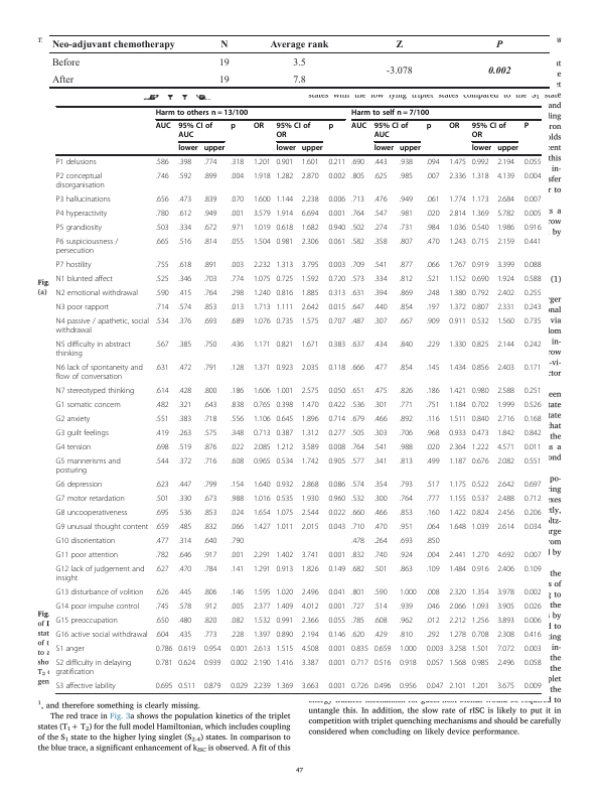 Neo-adjuvant chemotherapy N Average rank Z P
Before 19 3.5 -3.078 0.002
After 19 7.8
states with the low lying triplet states compared to the S1 state
Harm to others n = 13/100 Harm to self n = 7/100
AUC 95% CI of AUC p OR 95% CI of OR p AUC 95% CI of AUC p OR 95% CI of OR P
lower upper lower upper lower upper lower upper
P1 delusions .586 .398 .774 .318 1.201 0.901 1.601 0.211 .690 .443 .938 .094 1.475 0.992 2.194 0.055
P2 conceptual disorganisation .746 .592 .899 .004 1.918 1.282 2.870 0.002 .805 .625 .985 .007 2.336 1.318 4.139 0.004
P3 hallucinations .656 .473 .839 .070 1.600 1.144 2.238 0.006 .713 .476 .949 .061 1.774 1.173 2.684 0.007
P4 hyperactivity .780 .612 .949 .001 3.579 1.914 6.694 0.001 .764 .547 .981 .020 2.814 1.369 5.782 0.005
P5 grandiosity .503 .334 .672 .971 1.019 0.618 1.682 0.940 .502 .274 .731 .984 1.036 0.540 1.986 0.916
P6 suspicious / persecution .665 .516 .814 .055 1.504 0.981 2.306 0.061 .582 .358 .807 .470 1.243 0.715 2.159 0.441
P7 hostility .755 .618 .891 .003 2.232 1.313 3.795 0.003 .709 .541 .877 .066 1.767 0.919 3.399 0.088
N1 blunted affect .525 .346 .703 .774 1.075 0.725 1.592 0.720 .573 .334 .812 .521 1.152 0.690 1.924 0.588
N2 emotional withdrawal .590 .415 .764 .298 1.240 0.816 1.885 0.313 .631 .394 .869 .248 1.380 0.792 2.402 0.255
N3 poor rapport .714 .574 .853 .013 1.713 1.111 2.642 0.015 .647 .440 .854 .197 1.372 0.807 2.331 0.243
N4 passive / apathetic, social withdrawal .534 .376 .693 .689 1.076 0.735 1.575 0.707 .487 .307 .667 .909 0.911 0.532 1.560 0.735
N5 difficulty in abstract thinking .567 .385 .750 .436 1.171 0.821 1.671 0.383 .637 .434 .840 .229 1.330 0.825 2.144 0.242
N6 lack of spontaneity and flow of conversation .631 .472 .791 .128 1.371 0.923 2.035 0.118 .666 .477 .854 .145 1.434 0.856 2.403 0.171
N7 stereotyped thinking .614 .428 .800 .186 1.606 1.001 2.575 0.050 .651 .475 .826 .186 1.421 0.980 2.588 0.251
G1 somatic concern .482 .321 .643 .838 0.765 0.398 1.470 0.422 .536 .301 .771 .751 1.184 0.702 1.999 0.526
G2 anxiety .551 .383 .718 .556 1.106 0.645 1.896 0.714 .679 .466 .892 .116 1.511 0.840 2.716 0.168
G3 guilt feelings .419 .263 .575 .348 0.713 0.387 1.312 0.277 .505 .303 .706 .968 0.933 0.473 1.842 0.842
G4 tension .698 .519 .876 .022 2.085 1.212 3.589 0.008 .764 .541 .988 .020 2.364 1.222 4.571 0.011
G5 mannerisms and posturing .544 .372 .716 .608 0.965 0.534 1.742 0.905 .577 .341 .813 .499 1.187 0.676 2.082 0.551
G6 depression .623 .447 .799 .154 1.640 0.932 2.868 0.086 .574 .354 .793 .517 1.175 0.522 2.642 0.697
G7 motor retardation .501 .330 .673 .988 1.016 0.535 1.930 0.960 .532 .300 .764 .777 1.155 0.537 2.488 0.712
G8 uncooperativeness .695 .536 .853 .024 1.654 1.075 2.544 0.022 .660 .466 .853 .160 1.422 0.824 2.456 0.206
G9 unusual thought content .659 .485 .832 .066 1.427 1.011 2.015 0.043 .710 .470 .951 .064 1.648 1.039 2.614 0.034
G10 disorientation .477 .314 .640 .790 .478 .264 .693 .850
G11 poor attention .782 .646 .917 .001 2.291 1.402 3.741 0.001 .832 .740 .924 .004 2.441 1.270 4.692 0.007
G12 lack of judgement and insight .627 .470 .784 .141 1.291 0.913 1.826 0.149 .682 .501 .863 .109 1.484 0.916 2.406 0.109
G13 disturbance of volition .626 .445 .806 .146 1.595 1.020 2.496 0.041 .801 .590 1.000 .008 2.320 1.354 3.978 0.002
G14 poor impulse control .745 .578 .912 .005 2.377 1.409 4.012 0.001 .727 .514 .939 .046 2.066 1.093 3.905 0.026
G15 preoccupation .650 .480 .820 .082 1.532 0.991 2.366 0.055 .785 .608 .962 .012 2.212 1.256 3.893 0.006
G16 active social withdrawal .604 .435 .773 .228 1.397 0.890 2.194 0.146 .620 .429 .810 .292 1.278 0.708 2.308 0.416
S1 anger 0.786 0.619 0.954 0.001 2.613 1.515 4.508 0.001 0.835 0.659 1.000 0.003 3.258 1.501 7.072 0.003
S2 difficulty in delaying gratification 0.781 0.624 0.939 0.002 2.190 1.416 3.387 0.001 0.717 0.516 0.918 0.057 1.568 0.985 2.496 0.058
S3 affective lability 0.695 0.511 0.879 0.029 2.239 1.369 3.663 0.001 0.726 0.496 0.956 0.047 2.101 1.201 3.675 0.009
Fig.
(a)
Fig.
, and therefore something is clearly missing.
The red trace in Fig. 3a shows the population kinetics of the triplet
states (T1 + T2) for the full model Hamiltonian, which includes coupling
of the S1 state to the higher lying singlet (S2-4) states. In comparison to
the blue trace, a significant enhancement of kISC is observed. A fit of this
untangle this. In addition, the slow rate of rISC is likely to put it in
competition with triplet quenching mechanisms and should be carefully
considered when concluding on likely device performance.
47